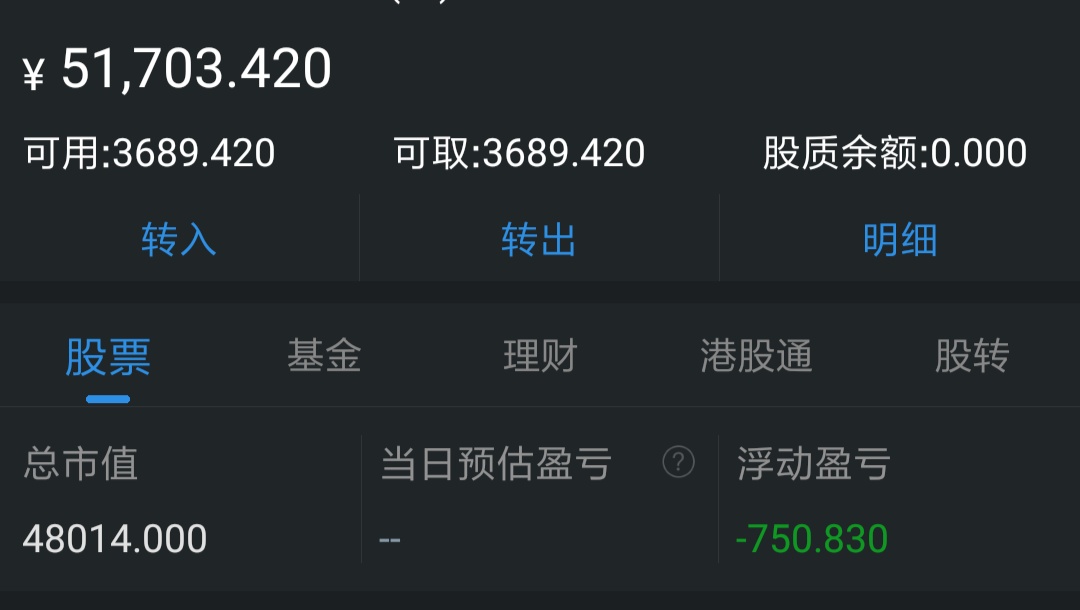 ¥ 51,703.420
可用:3689.420 可取:3689.420 股质余额:0.000
转入 转出 明细
股票 基金 理财 港股通 股转
总市值 当日预估盈亏 ? 浮动盈亏
48014.000 -- -750.830